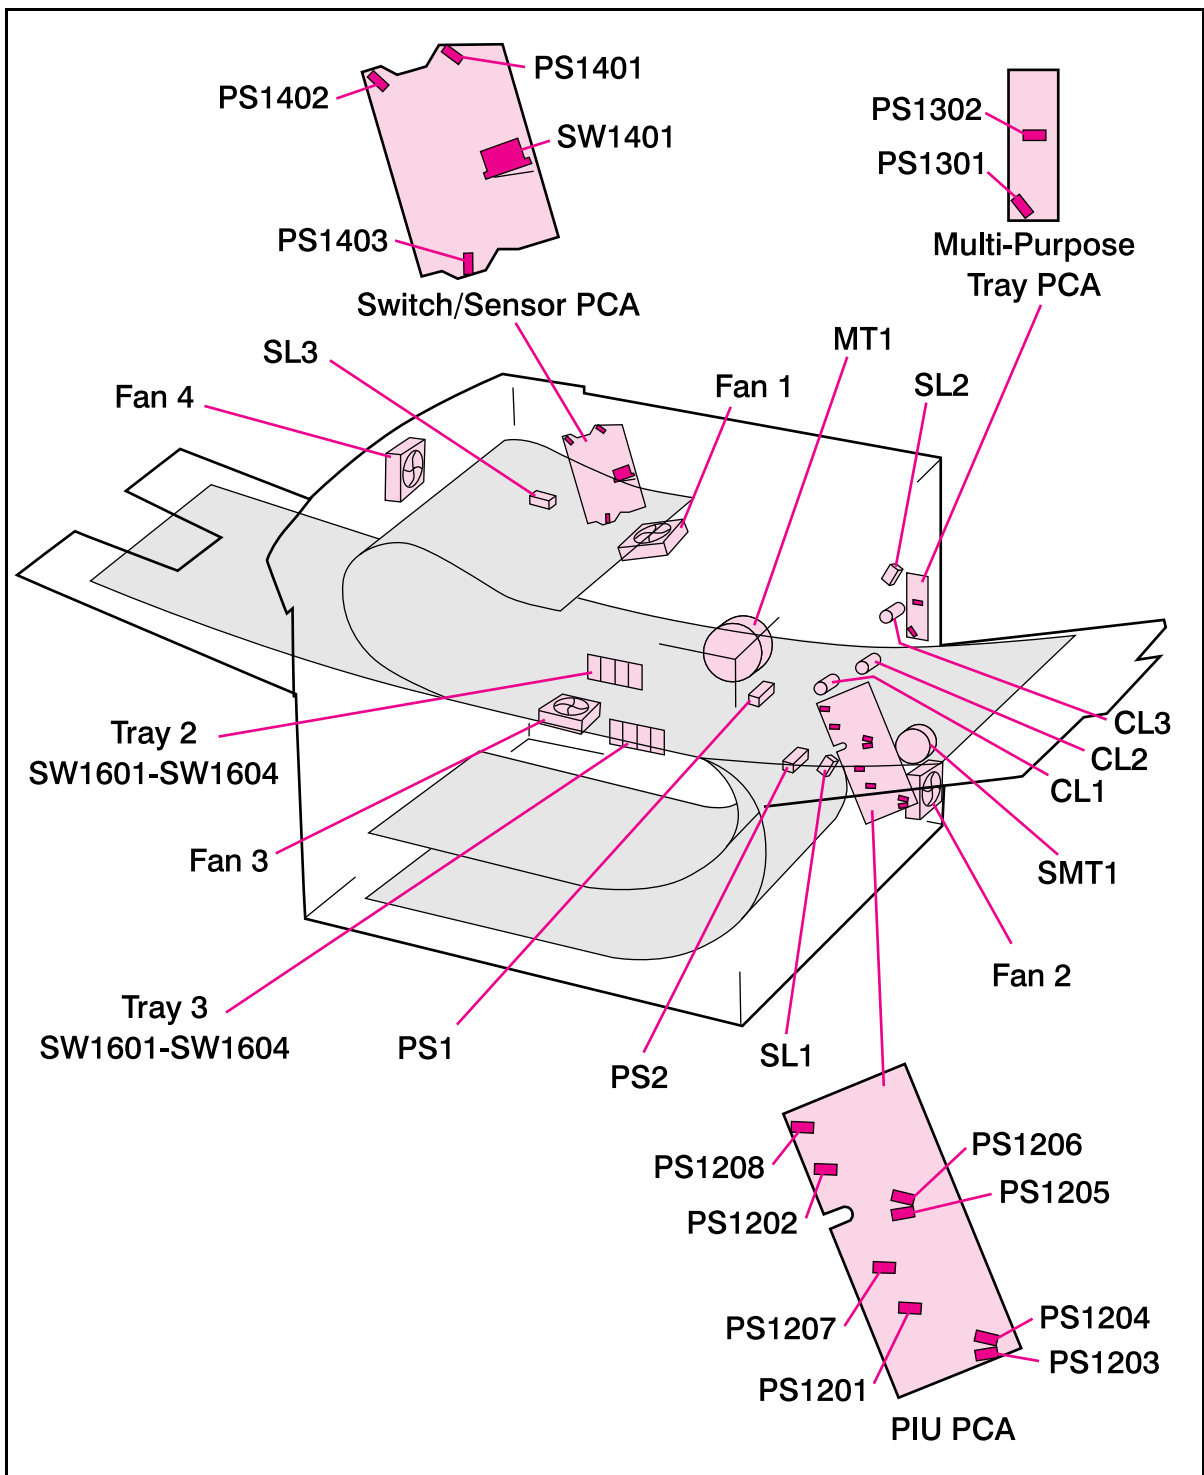 PS1401
PS1402
PS1302
SW1401
PS1301
PS1403
Multi-Purpose
Tray PCA
Switch/Sensor PCA
MT1
SL3
Fan 1
SL2
Fan 4
CL3
Tray 2
SW1601-SW1604
CL2
CL1
Fan 3
SMT1
Fan 2
Tray 3
SW1601-SW1604
PS1
SL1
PS2
PS1206
PS1208
PS1205
PS1202
PS1204
PS1207
PS1203
PS1201
PIU PCA